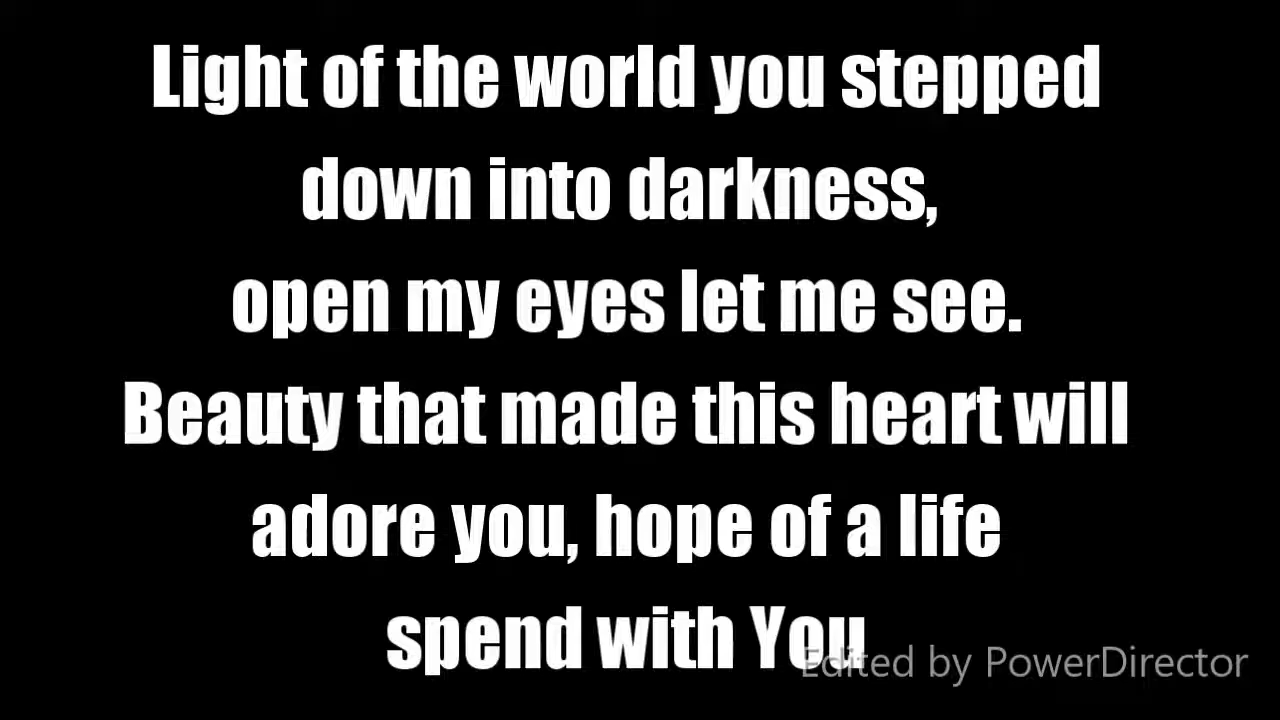 Light of the world you stepped
down into darkness,
open my eyes let me see.
Beauty that made this heart will
adore you, hope of a life
spend with You
Edited by PowerDirector